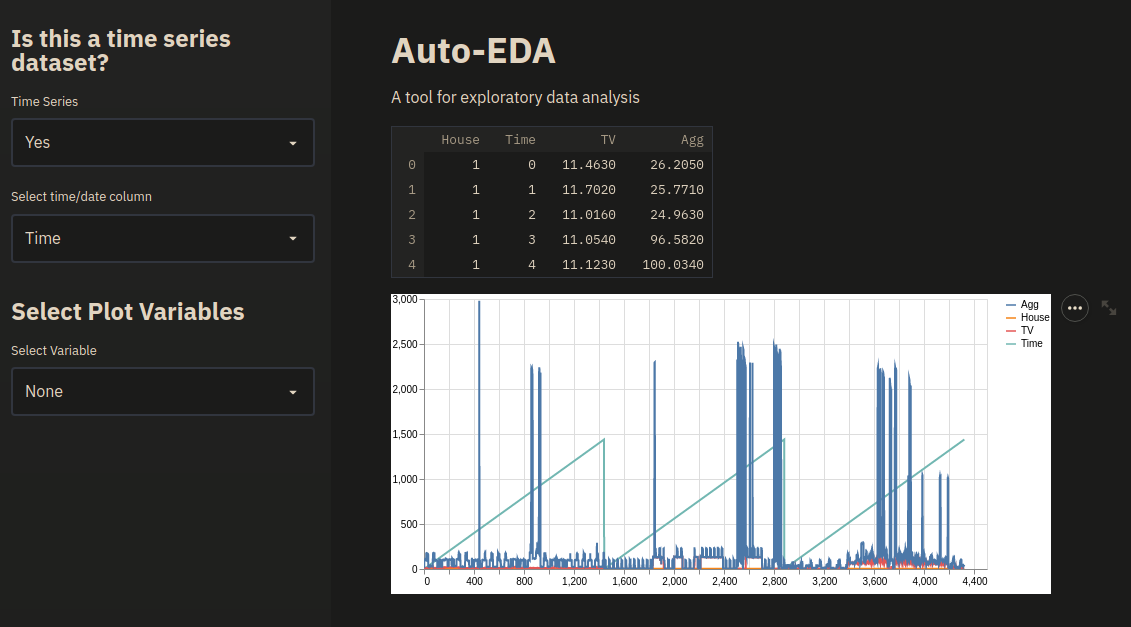 Is this a time series
dataset?
Time Series
Yes
Select time/date column
Time
Select Plot Variables
Select Variable
None
Auto-EDA
A tool for exploratory data analysis
House Time TV Agg
0 1 0 11.4630 26.2050
1 1 1 11.7020 25.7710
2 1 2 11.0160 24.9630
3 1 3 11.0540 96.5820
4 1 4 11.1230 100.0340
3,000
2,500
2,000
1,500
1,000
500
0
0 400 800 1,200 1,600 2,000 2,400 2,800 3,200 3,600 4,000 4,400
Agg
House
TV
Time